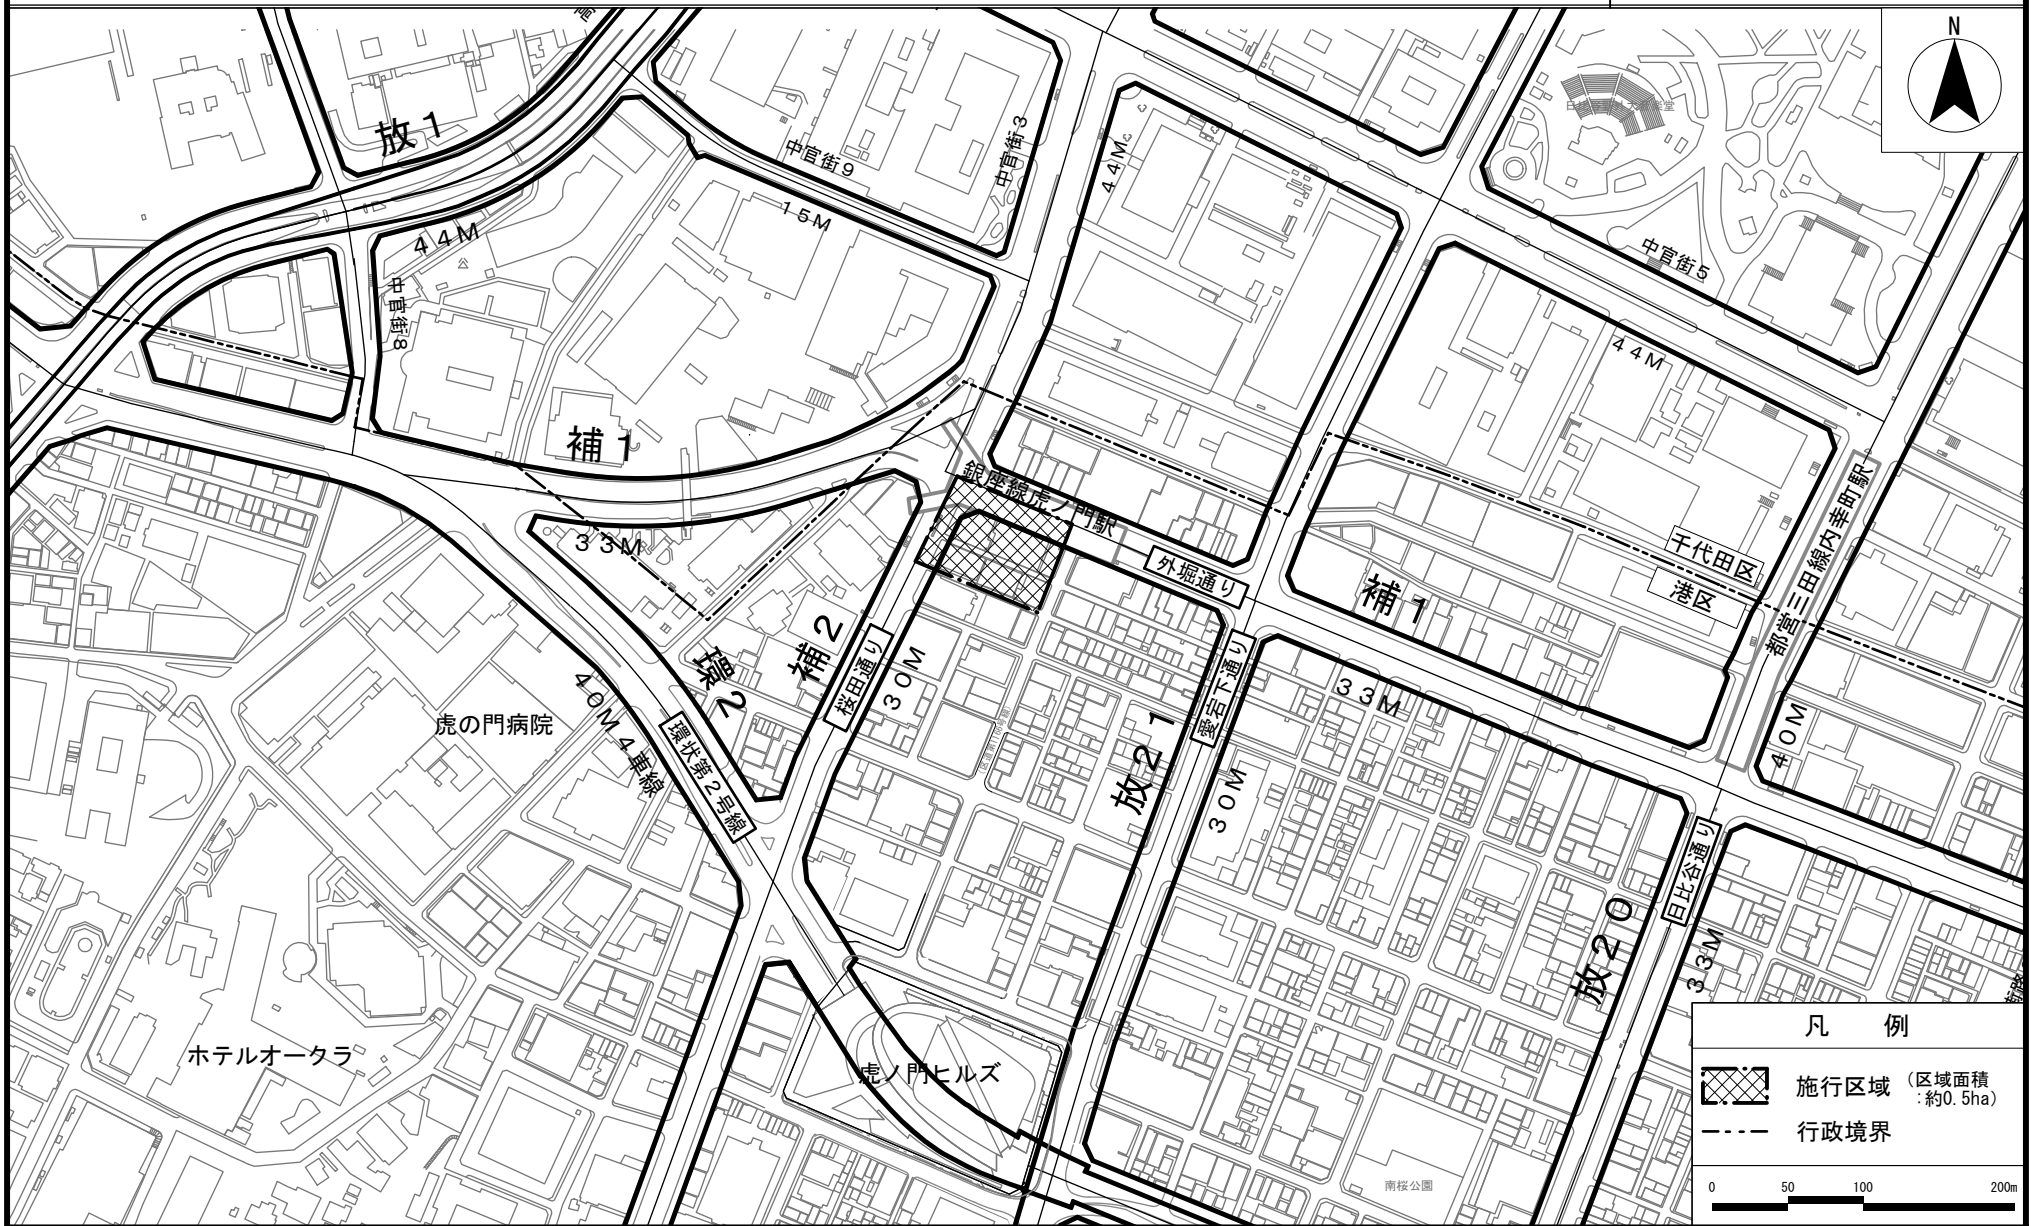 N
放1
中官街9
中官街3
44M
15M
44M
中官街8
中官街5
44M
補1
33M
銀座線虎ノ門駅
外堀通り
千代田区
港区
都営三田線内幸町駅
補1
環2
補2
桜田通り
30M
40M4車線
環状第2号線
虎の門病院
愛宕下通り
放21
30M
33M
40M
日比谷通り
放20
33M
ホテルオークラ
虎ノ門ヒルズ
南桜公園
凡 例
施行区域 (区域面積
:約0.5ha)
行政境界
0 50 100 200m